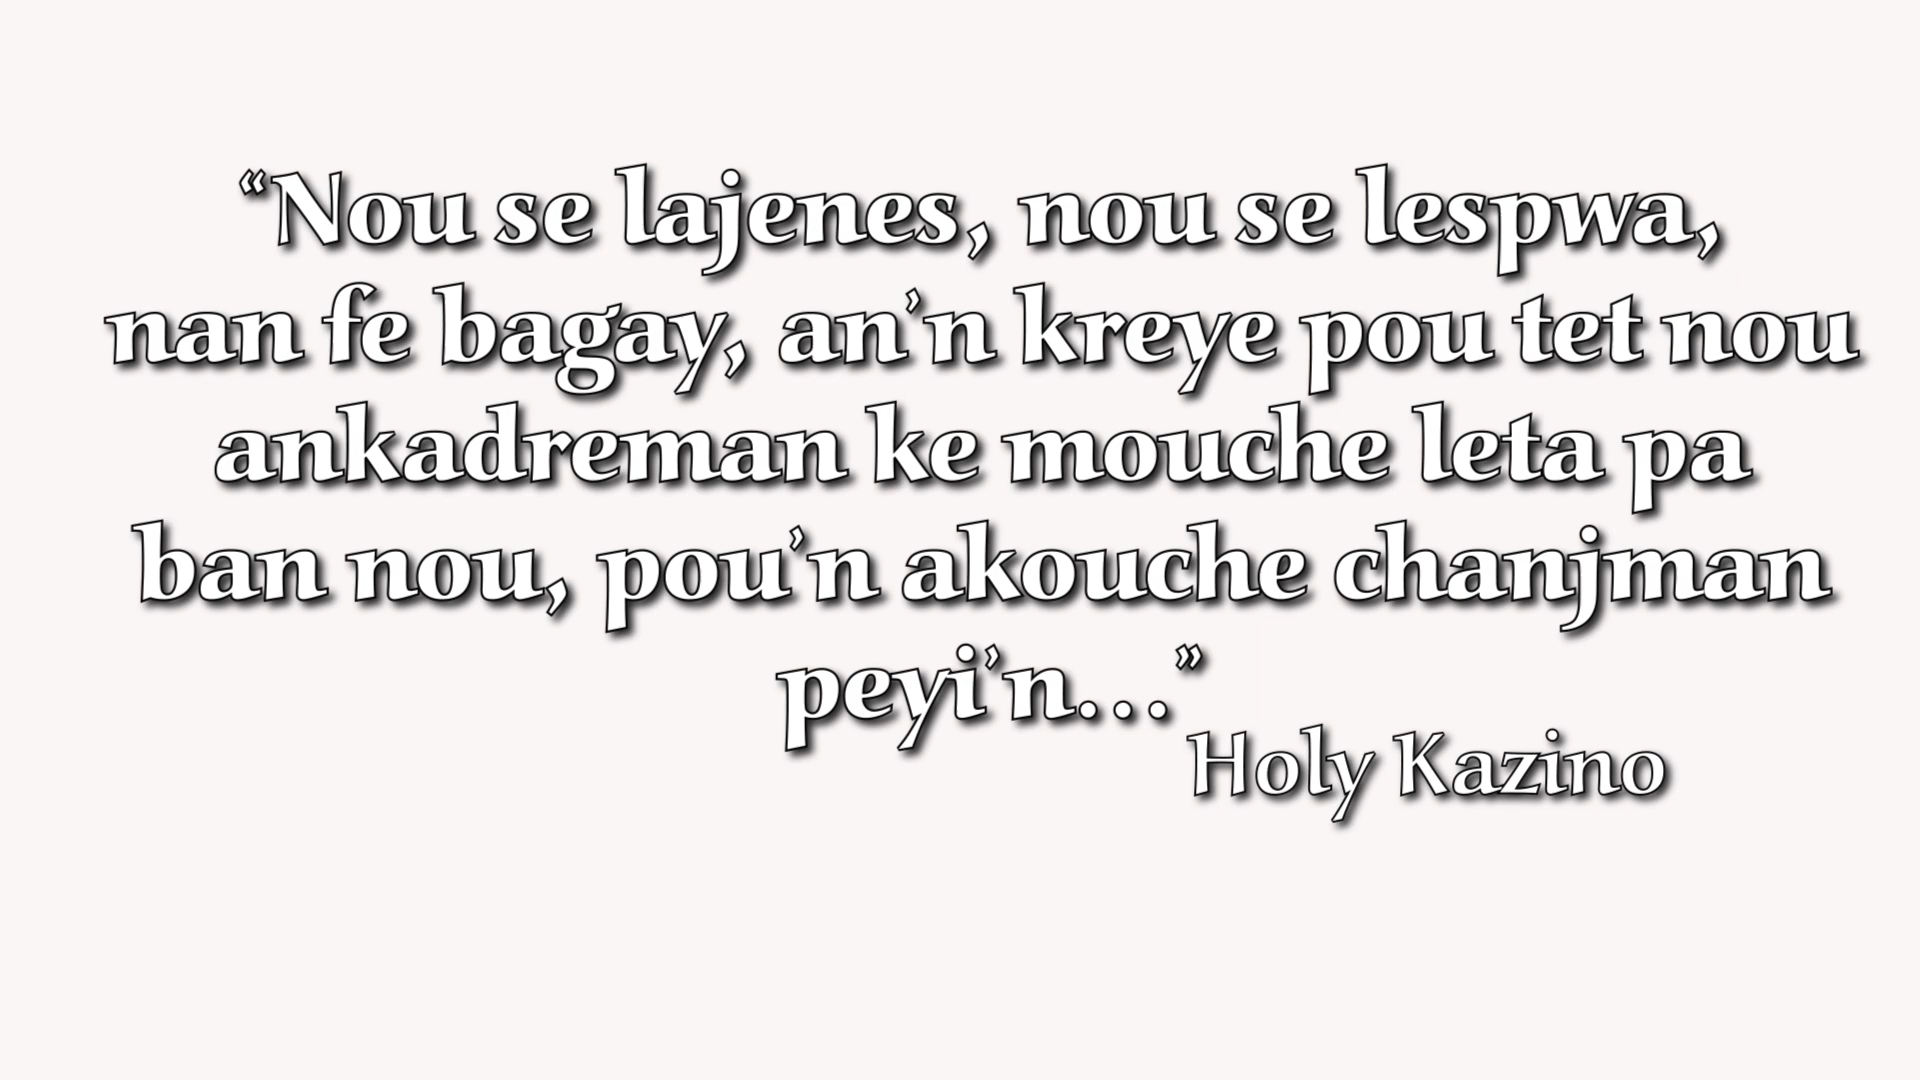 “Nou se lajenes, nou se lespwa,
nan fe bagay, an’n kreye pou tet nou
ankadreman ke mouche leta pa
ban nou, pou’n akouche chanjman
peyi’n...”
Holy Kazino